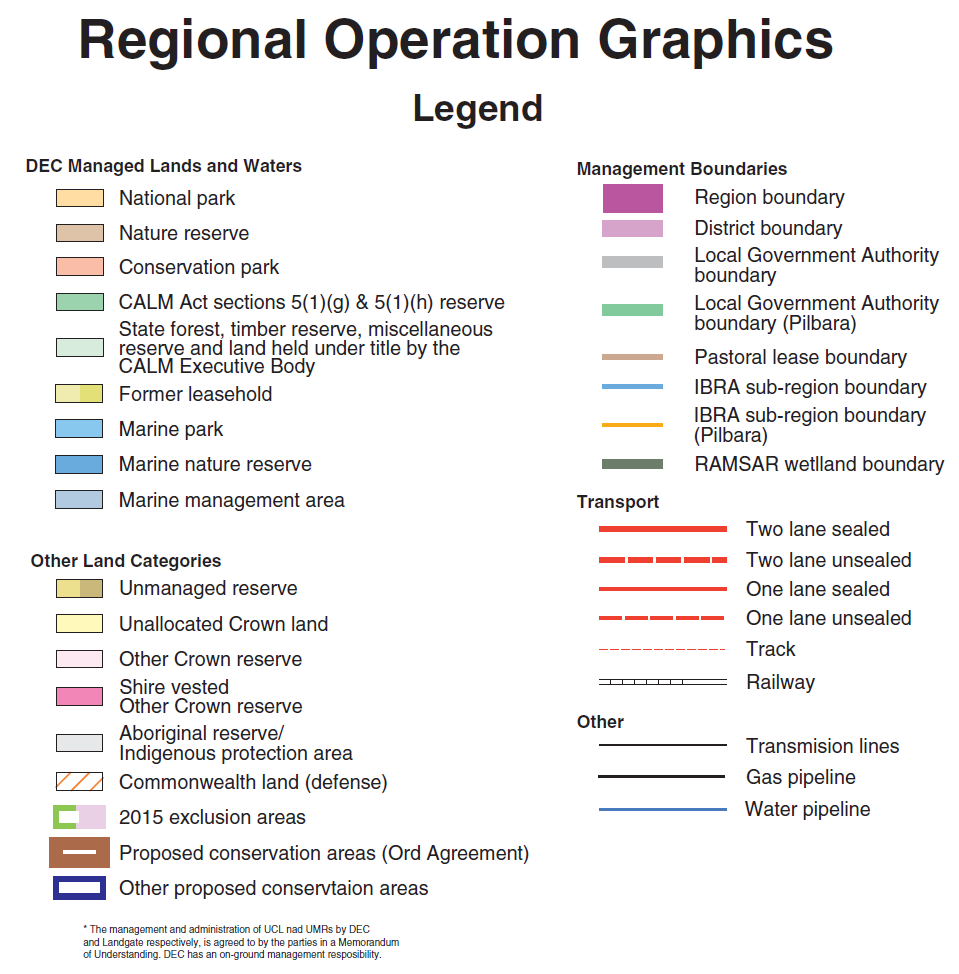 Regional Operation Graphics
Legend
DEC Managed Lands and Waters
National park
Nature reserve
Conservation park
CALM Act sections 5(1)(g) & 5(1)(h) reserve
State forest, timber reserve, miscellaneous
reserve and land held under title by the
CALM Executive Body
Former leasehold
Marine park
Marine nature reserve
Marine management area
Other Land Categories
Unmanaged reserve
Unallocated Crown land
Other Crown reserve
Shire vested
Other Crown reserve
Aboriginal reserve/
Indigenous protection area
Commonwealth land (defense)
2015 exclusion areas
Proposed conservation areas (Ord Agreement)
Other proposed conservtaion areas
* The management and administration of UCL nad UMRs by DEC
and Landgate respectively, is agreed to by the parties in a Memorandum
of Understanding. DEC has an on-ground management resposibility.
Management Boundaries
Region boundary
District boundary
Local Government Authority
boundary
Local Government Authority
boundary (Pilbara)
Pastoral lease boundary
IBRA sub-region boundary
IBRA sub-region boundary
(Pilbara)
RAMSAR wetlland boundary
Transport
Two lane sealed
Two lane unsealed
One lane sealed
One lane unsealed
Track
Railway
Other
Transmision lines
Gas pipeline
Water pipeline